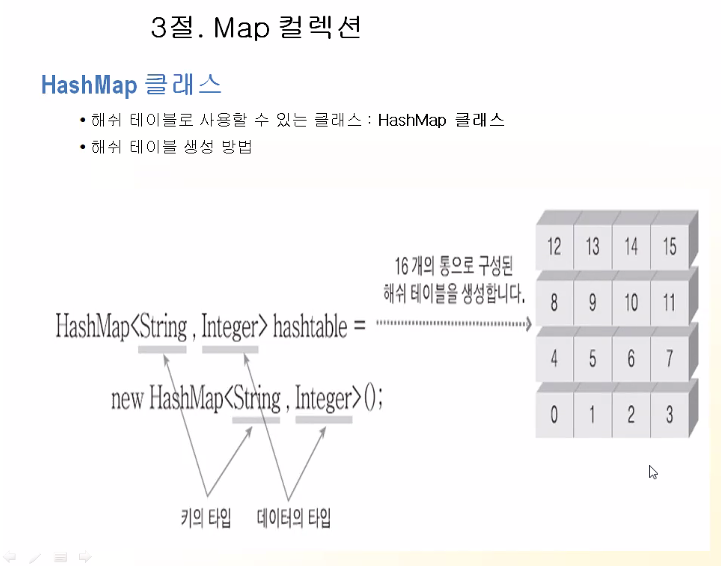 3절. Map 컬렉션
HashMap 클래스
• 해쉬 테이블로 사용할 수 있는 클래스 : HashMap 클래스
• 해쉬 테이블 생성 방법
16개의 통으로 구성된
해쉬 테이블을 생성합니다.
HashMap<String , Integer> hashtable =
new HashMap<String , Integer>();
키의 타입
데이터의 타입
12 13 14 15
8 9 10 11
4 5 6 7
0 1 2 3